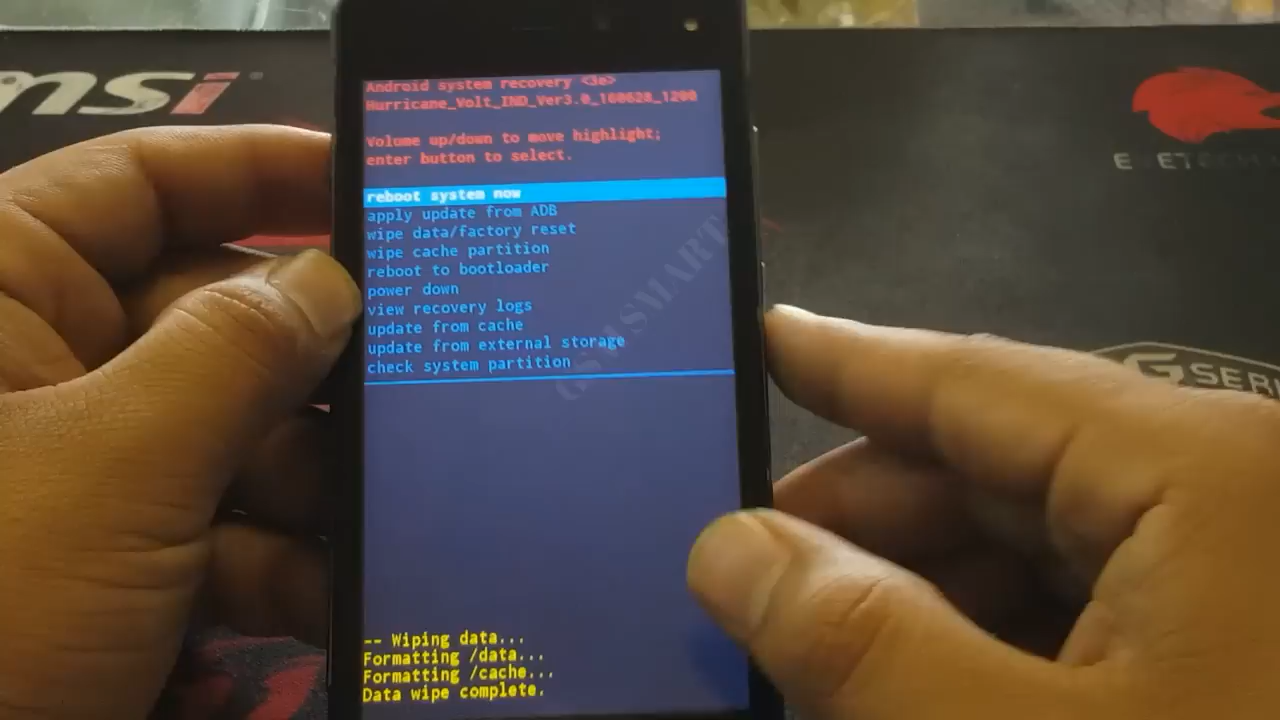 msi
Android system recovery <3e>
Hurricane_Volt_IND_Ver3.0_160628_1200
Volume up/down to move highlight;
enter button to select.
reboot system now
apply update from ADB
wipe data/factory reset
wipe cache partition
reboot to bootloader
power down
view recovery logs
update from cache
update from external storage
check system partition
-- Wiping data...
Formatting /data...
Formatting /cache...
Data wipe complete.
G SERI